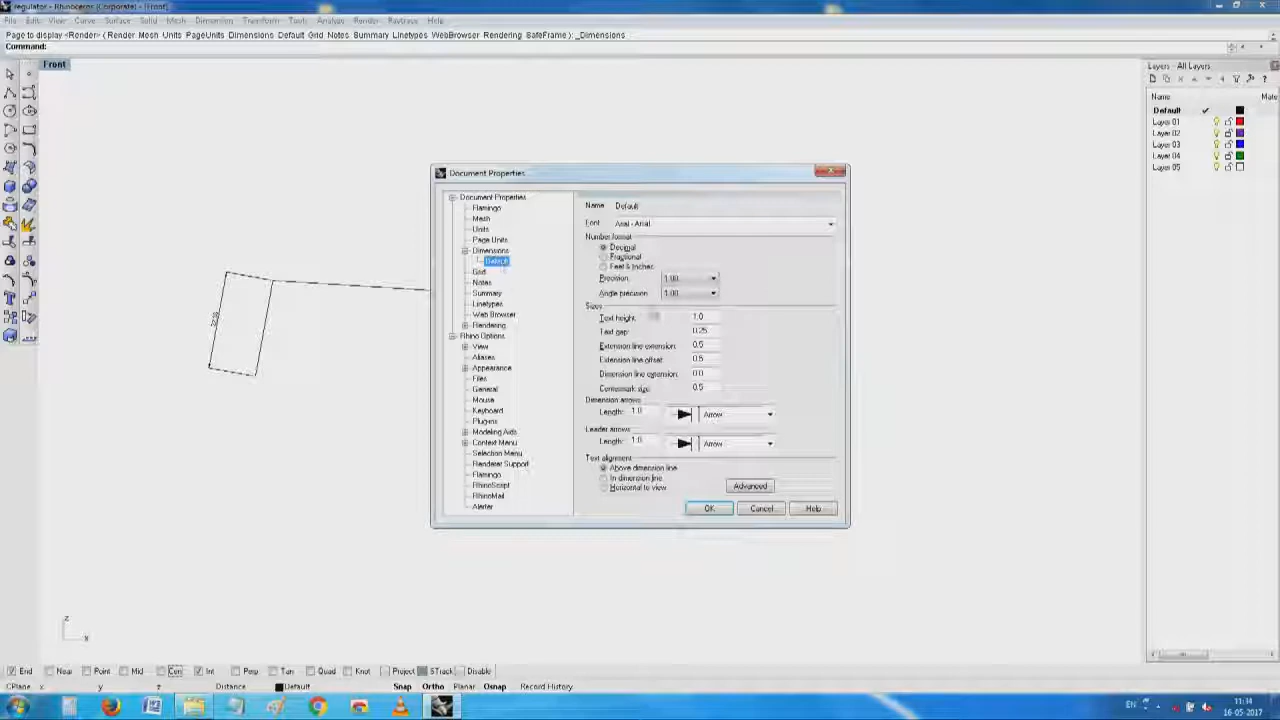 regulator - Rhinoceros (Corporate) - [Front]
File Edit View Curve Surface Solid Mesh Dimension Transform Tools Analyze Render Raytrace Help
Page to display <Render> ( Render Mesh Units PageUnits Dimensions Default Grid Notes Summary Linetypes WebBrowser Rendering SafeFrame ): _Dimensions
Command:
Front
Layers - All Layers
Name Mate
Default
Layer 01
Layer 02
Layer 03
Layer 04
Layer 05
Document Properties
Document Properties
Flamingo
Mesh
Units
Page Units
Dimensions
Default
Grid
Notes
Summary
Linetypes
Web Browser
Rendering
Rhino Options
View
Aliases
Appearance
Files
General
Mouse
Keyboard
Plug-ins
Modeling Aids
Context Menu
Selection Menu
Renderer Support
Flamingo
RhinoScript
RhinoMail
Alerter
Name Default
Font Arial - Arial
Number format
Decimal
Fractional
Feet & Inches
Precision: 1.00
Angle precision: 1.00
Sizes
Text height: 1.0
Text gap: 0.25
Extension line extension: 0.5
Extension line offset: 0.5
Dimension line extension: 0.0
Centermark size: 0.5
Dimension arrows
Length: 1.0 Arrow
Leader arrows
Length: 1.0 Arrow
Text alignment
Above dimension line
In dimension line
Horizontal to view
Advanced
OK Cancel Help
z
x
End Near Point Mid Cen Int Perp Tan Quad Knot Project STrack Disable
CPlane x y z Distance Default Snap Ortho Planar Osnap Record History
EN 11:34
16-05-2017